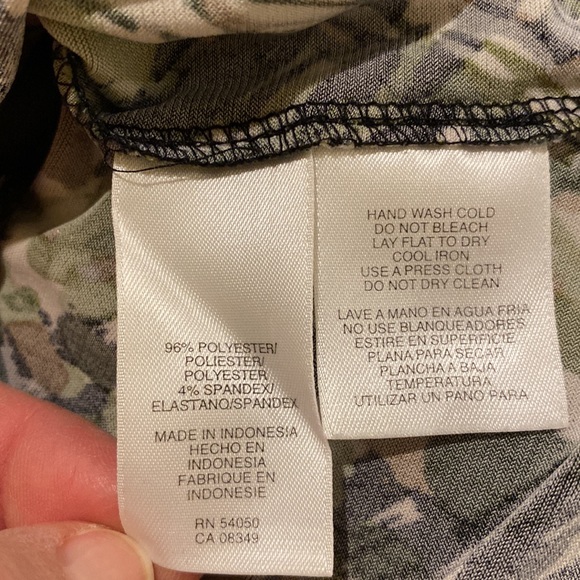 96% POLYESTER/
POLIESTER/
POLYESTER
4% SPANDEX/
ELASTANO/SPANDEX
MADE IN INDONESIA
HECHO EN
INDONESIA
FABRIQUE EN
INDONESIE
RN 54050
CA 08349
HAND WASH COLD
DO NOT BLEACH
LAY FLAT TO DRY
COOL IRON
USE A PRESS CLOTH
DO NOT DRY CLEAN
LAVE A MANO EN AGUA FRIA
NO USE BLANQUEADORES
ESTIRE EN SUPERFICIE
PLANA PARA SECAR
PLANCHA A BAJA
TEMPERATURA
UTILIZAR UN PANO PARA